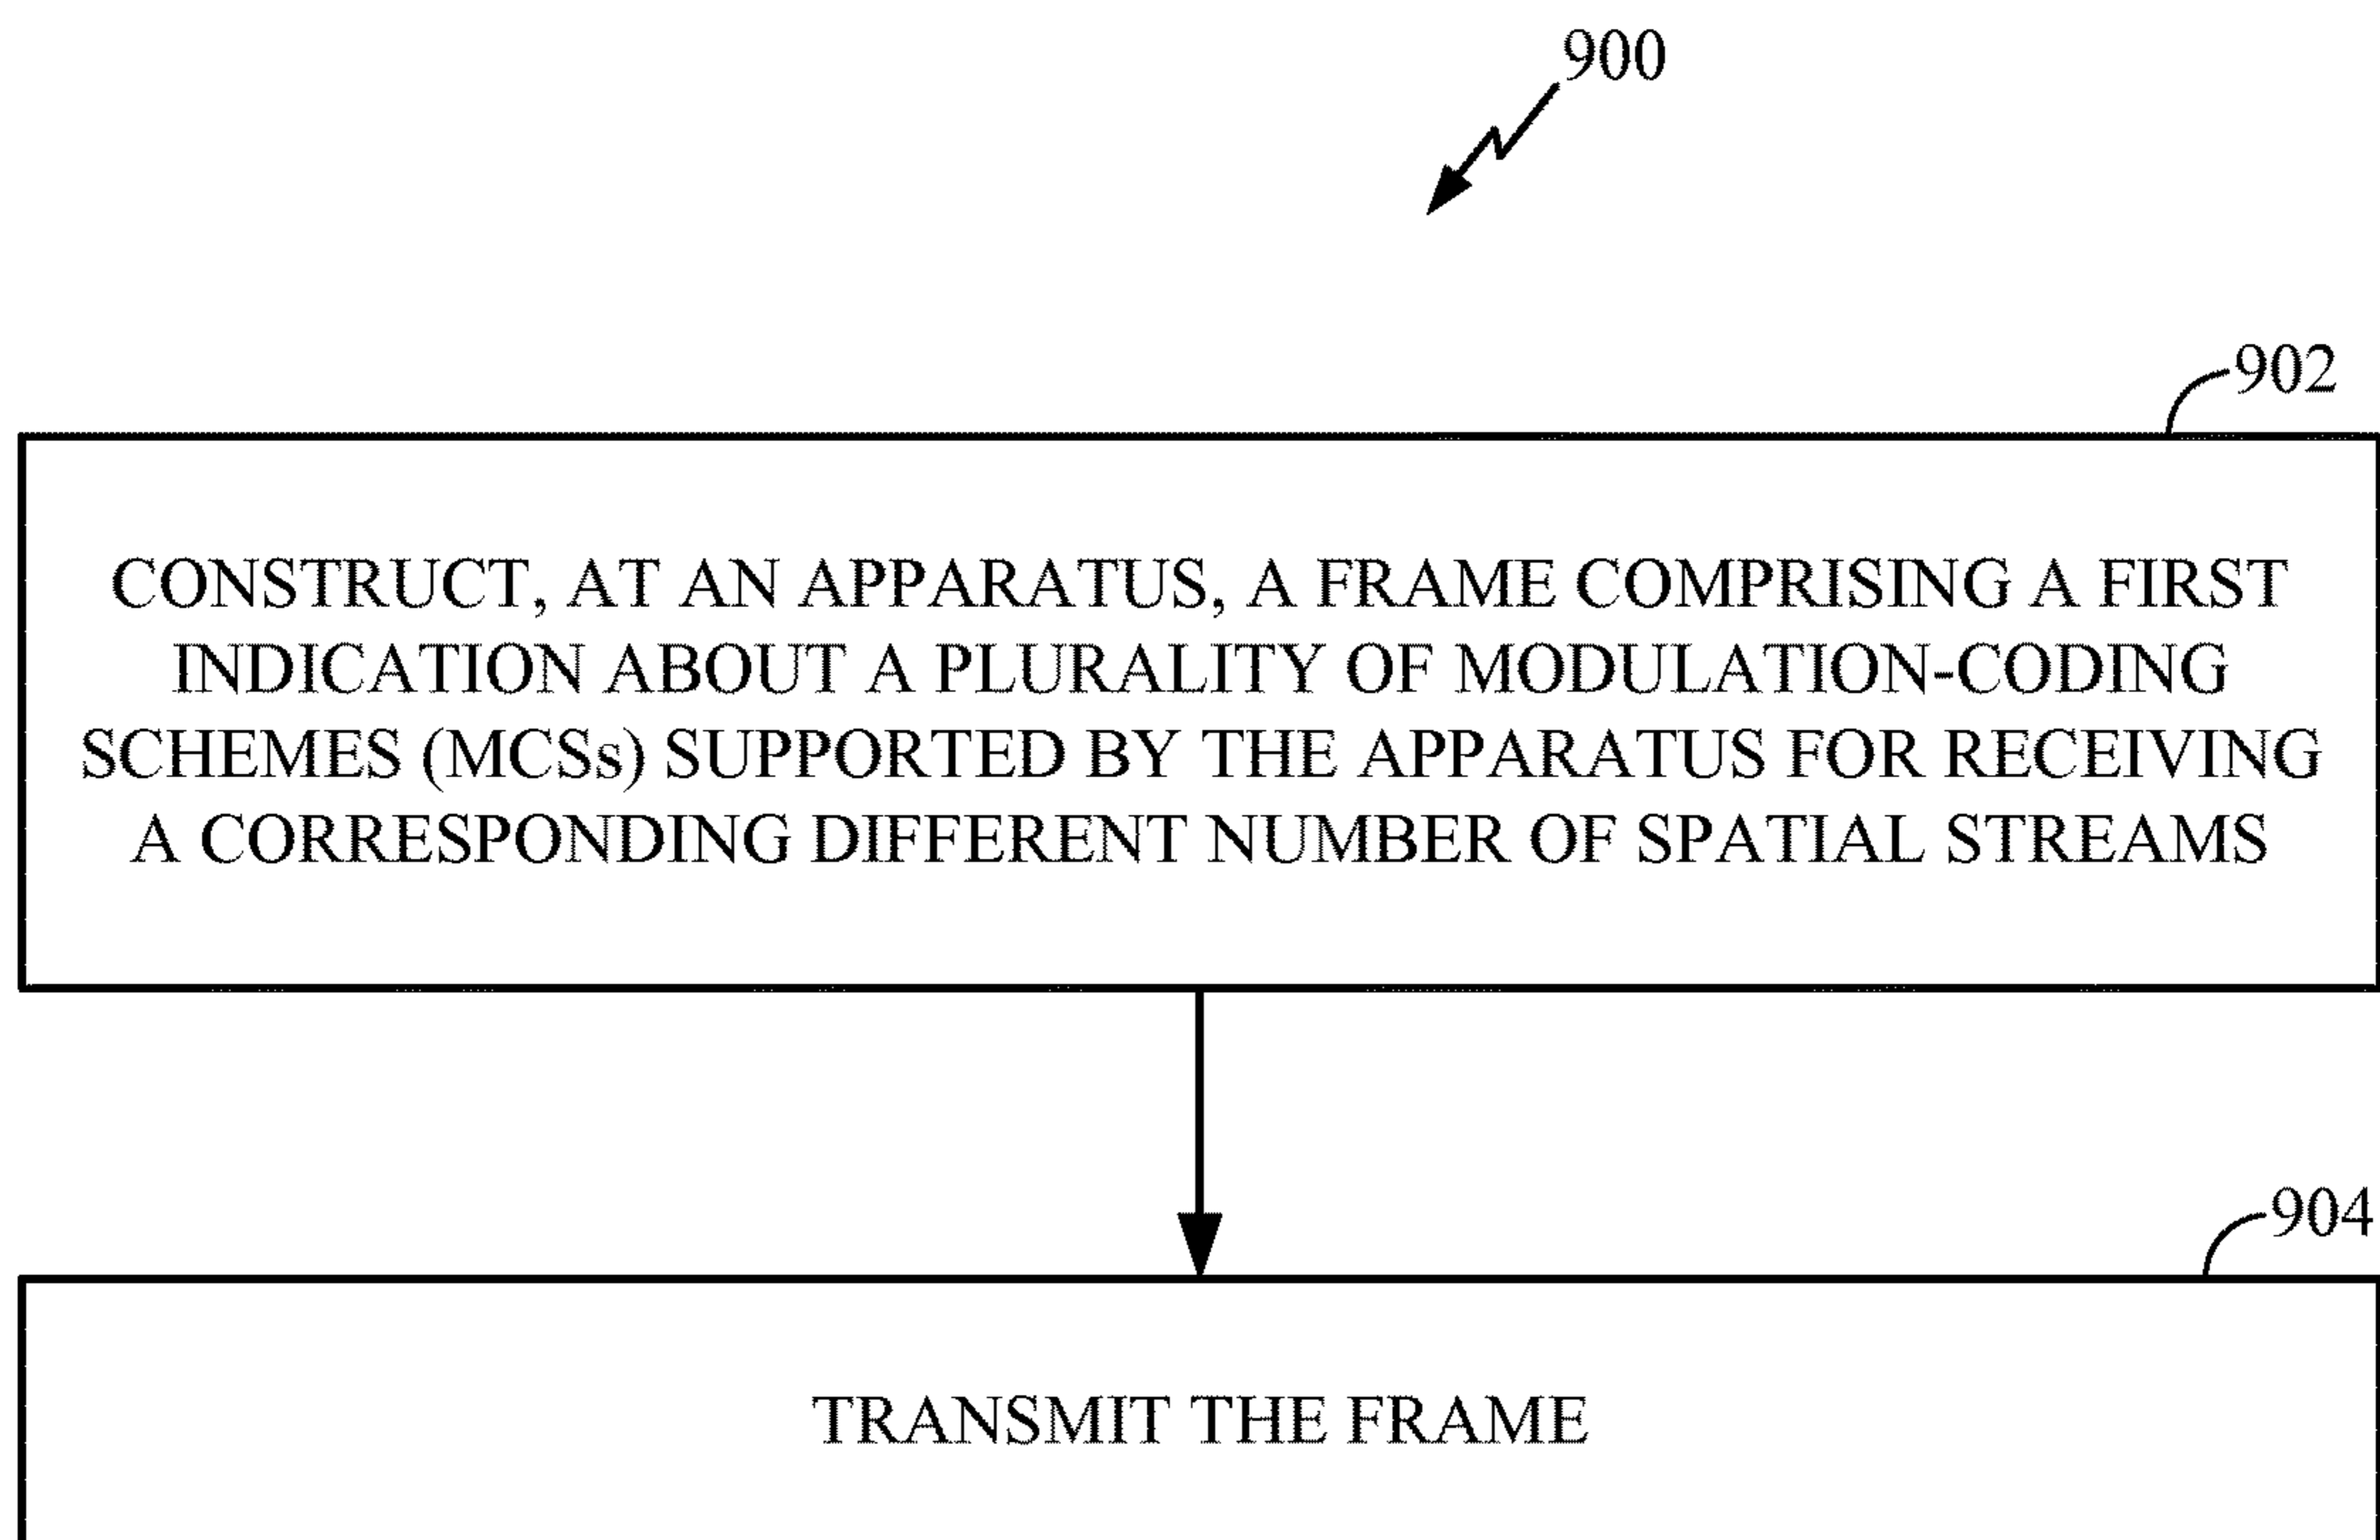 900
902
CONSTRUCT, AT AN APPARATUS, A FRAME COMPRISING A FIRST
INDICATION ABOUT A PLURALITY OF MODULATION-CODING
SCHEMES (MCSs) SUPPORTED BY THE APPARATUS FOR RECEIVING
A CORRESPONDING DIFFERENT NUMBER OF SPATIAL STREAMS
904
TRANSMIT THE FRAME